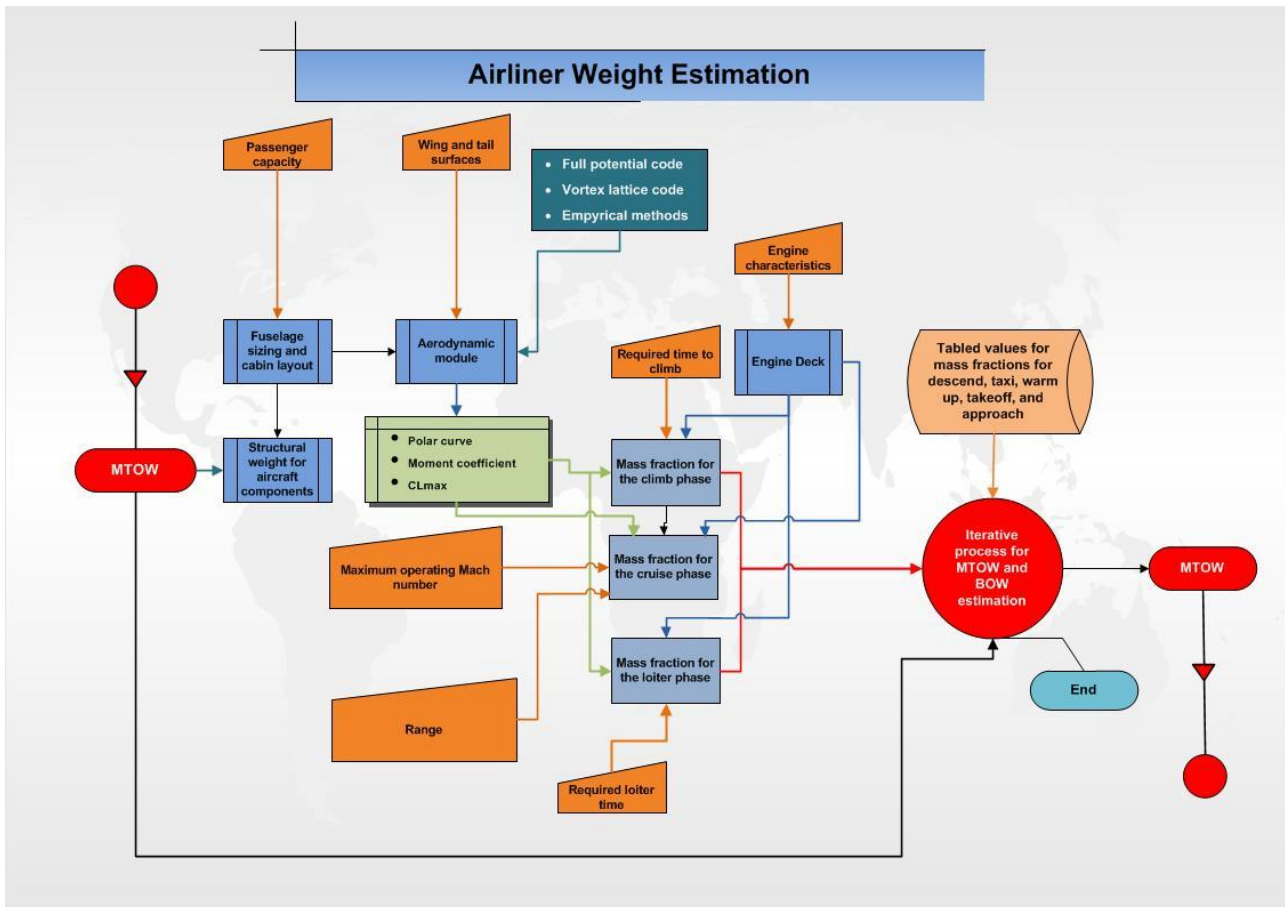 Airliner Weight Estimation
Passenger
capacity
Wing and tail
surfaces
• Full potential code
• Vortex lattice code
• Empyrical methods
Engine
characteristics
Fuselage
sizing and
cabin layout
Aerodynamic
module
Required time to
climb
Engine Deck
Tabled values for
mass fractions for
descend, taxi, warm
up, takeoff, and
approach
MTOW
Structural
weight for
aircraft
components
• Polar curve
• Moment coefficient
• CLmax
Mass fraction for
the climb phase
Maximum operating Mach
number
Mass fraction for
the cruise phase
Iterative
process for
MTOW and
BOW
estimation
MTOW
Mass fraction for
the loiter phase
Range
End
Required loiter
time